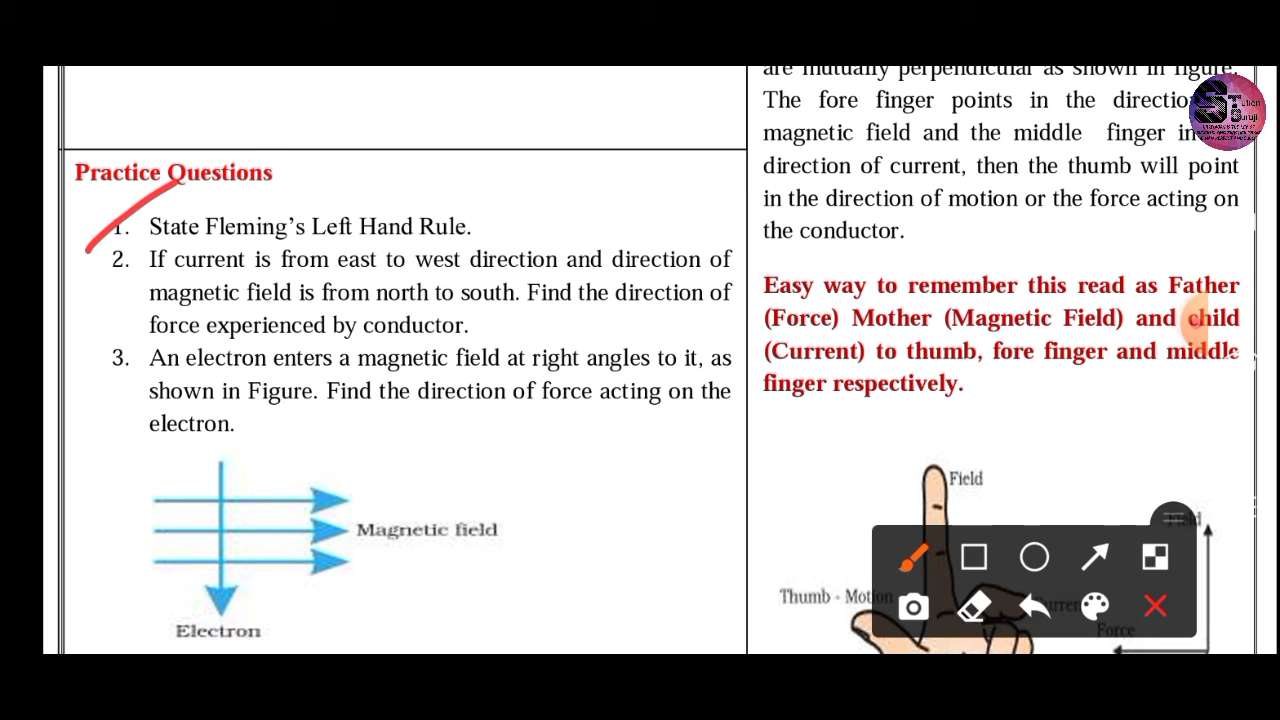 Practice Questions
1. State Fleming's Left Hand Rule.
2. If current is from east to west direction and direction of
magnetic field is from north to south. Find the direction of
force experienced by conductor.
3. An electron enters a magnetic field at right angles to it, as
shown in Figure. Find the direction of force acting on the
electron.
Magnetic field
Electron
are mutually perpendicular as shown in figure.
The fore finger points in the direction
magnetic field and the middle finger in
direction of current, then the thumb will point
in the direction of motion or the force acting on
the conductor.
Easy way to remember this read as Father
(Force) Mother (Magnetic Field) and child
(Current) to thumb, fore finger and middle
finger respectively.
Field
Thumb - Motion
Force